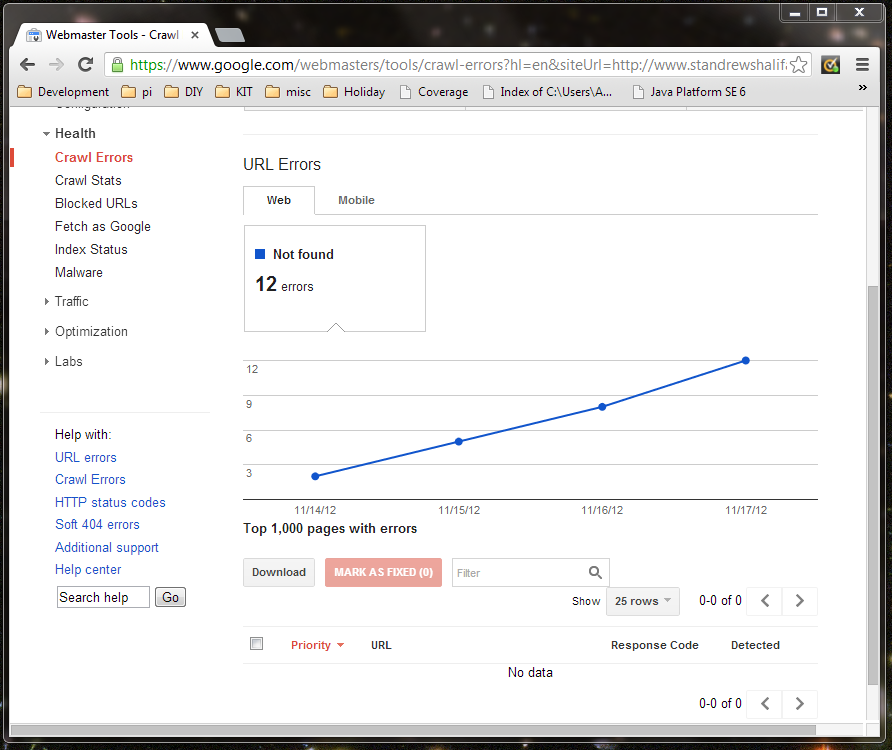 Webmaster Tools - Crawl
https://www.google.com/webmasters/tools/crawl-errors?hl=en&siteUrl=http://www.standrewshalifa
Development pi DIY KIT misc Holiday Coverage Index of C:\Users\A... Java Platform SE 6 »
Configuration
Health
Crawl Errors
Crawl Stats
Blocked URLs
Fetch as Google
Index Status
Malware
Traffic
Optimization
Labs
Help with:
URL errors
Crawl Errors
HTTP status codes
Soft 404 errors
Additional support
Help center
Search help Go
URL Errors
Web Mobile
Not found
12 errors
12
9
6
3
11/14/12 11/15/12 11/16/12 11/17/12
Top 1,000 pages with errors
Download MARK AS FIXED (0) Filter
Show 25 rows 0-0 of 0
Priority URL Response Code Detected
No data
0-0 of 0